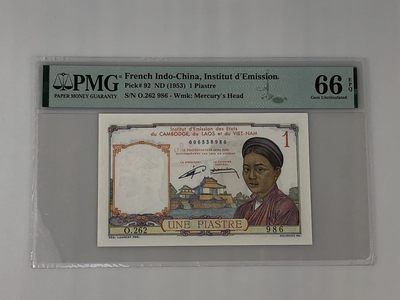 PMG
PAPER MONEY GUARANTY
French Indo-China, Institut d'Emission
Pick# 92 ND (1953) 1 Piastre
S/N O.262 986 - Wmk: Mercury's Head
66 EPQ
Gem Uncirculated
Institut d'Emission des Etats
du CAMBODGE, du LAOS et du VIET-NAM
1
UNE PIASTRE
O.262
986